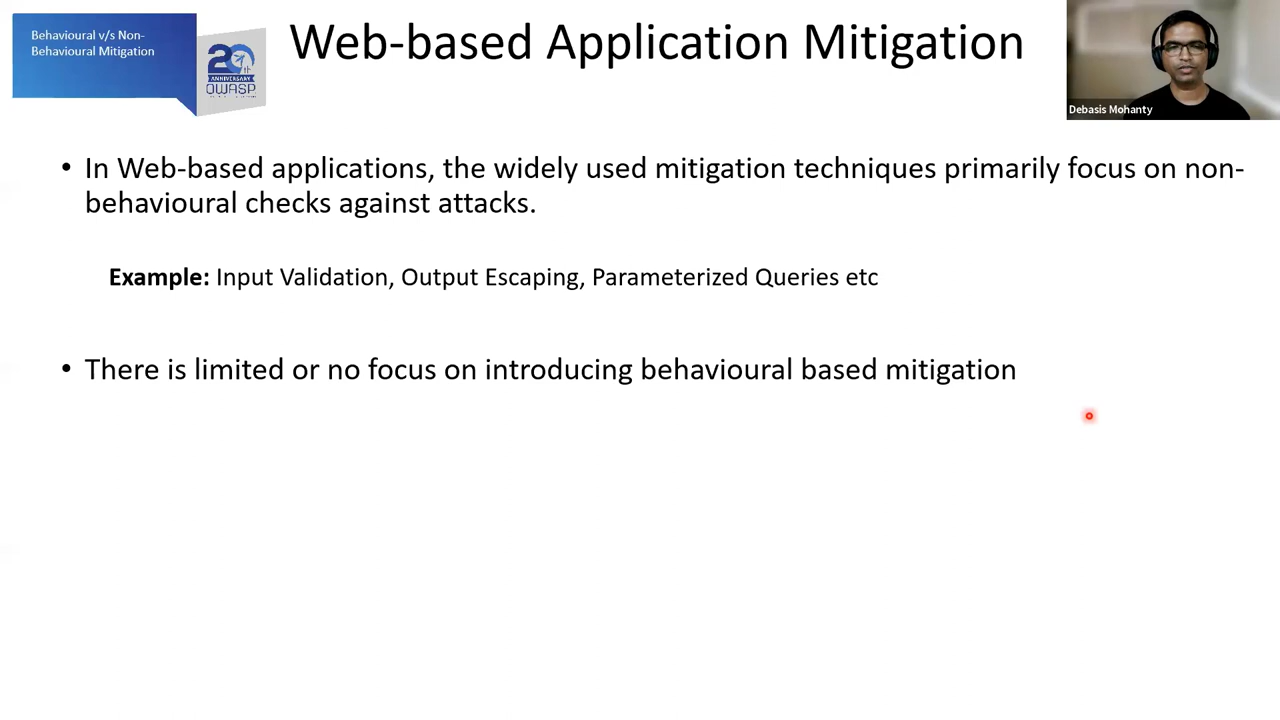 Behavioural v/s Non-
Behavioural Mitigation
20
th
ANNIVERSARY
OWASP
Web-based Application Mitigation
Debasis Mohanty
• In Web-based applications, the widely used mitigation techniques primarily focus on non-
behavioural checks against attacks.
Example: Input Validation, Output Escaping, Parameterized Queries etc
• There is limited or no focus on introducing behavioural based mitigation